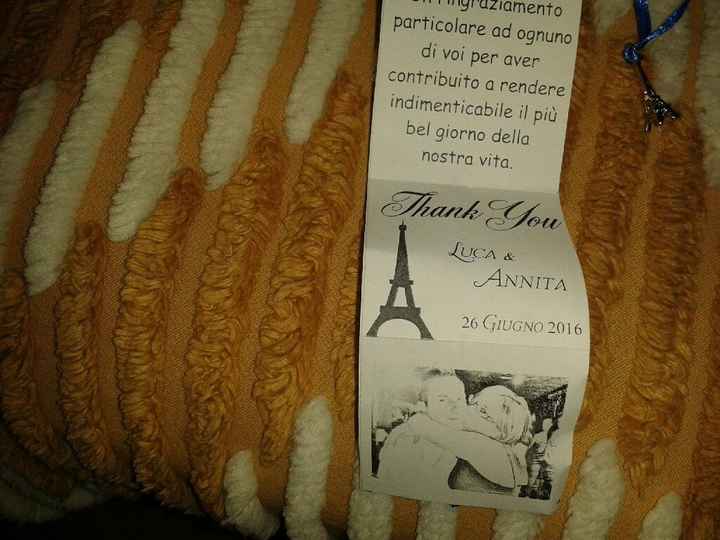 ringraziamento
particolare ad ognuno
di voi per aver
contribuito a rendere
indimenticabile il più
bel giorno della
nostra vita.
Thank You
LUCA &
ANNITA
26 GIUGNO 2016